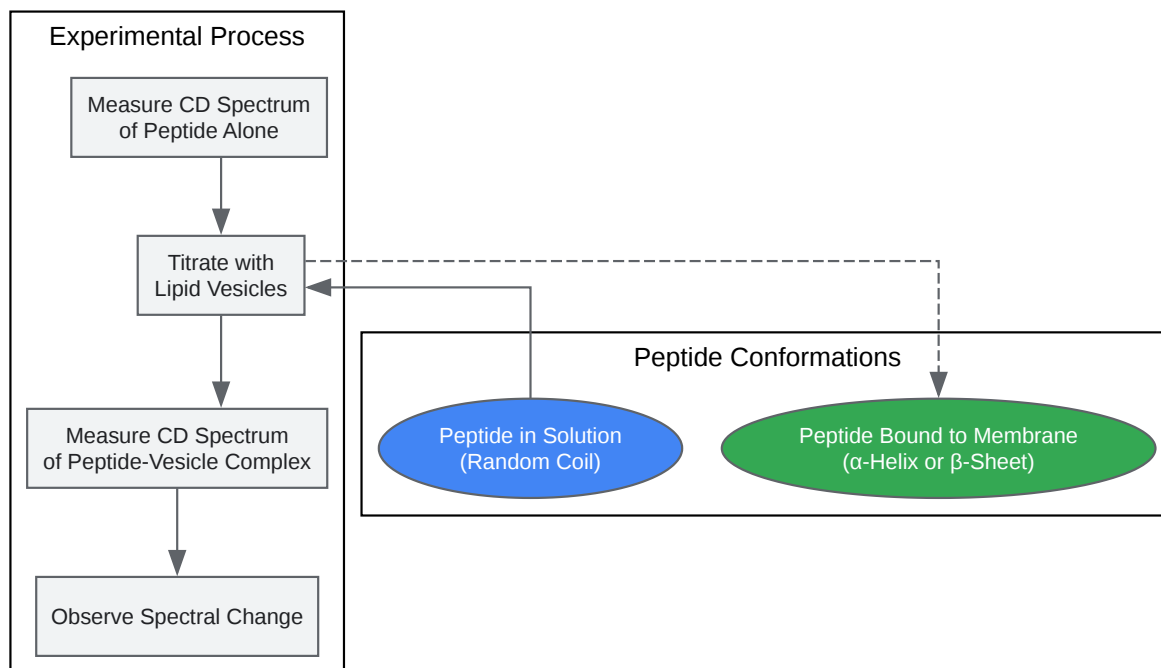 Experimental Process
Measure CD Spectrum
of Peptide Alone
Titrate with
Lipid Vesicles
Measure CD Spectrum
of Peptide-Vesicle Complex
Observe Spectral Change
Peptide Conformations
Peptide in Solution
(Random Coil)
Peptide Bound to Membrane
(α-Helix or β-Sheet)